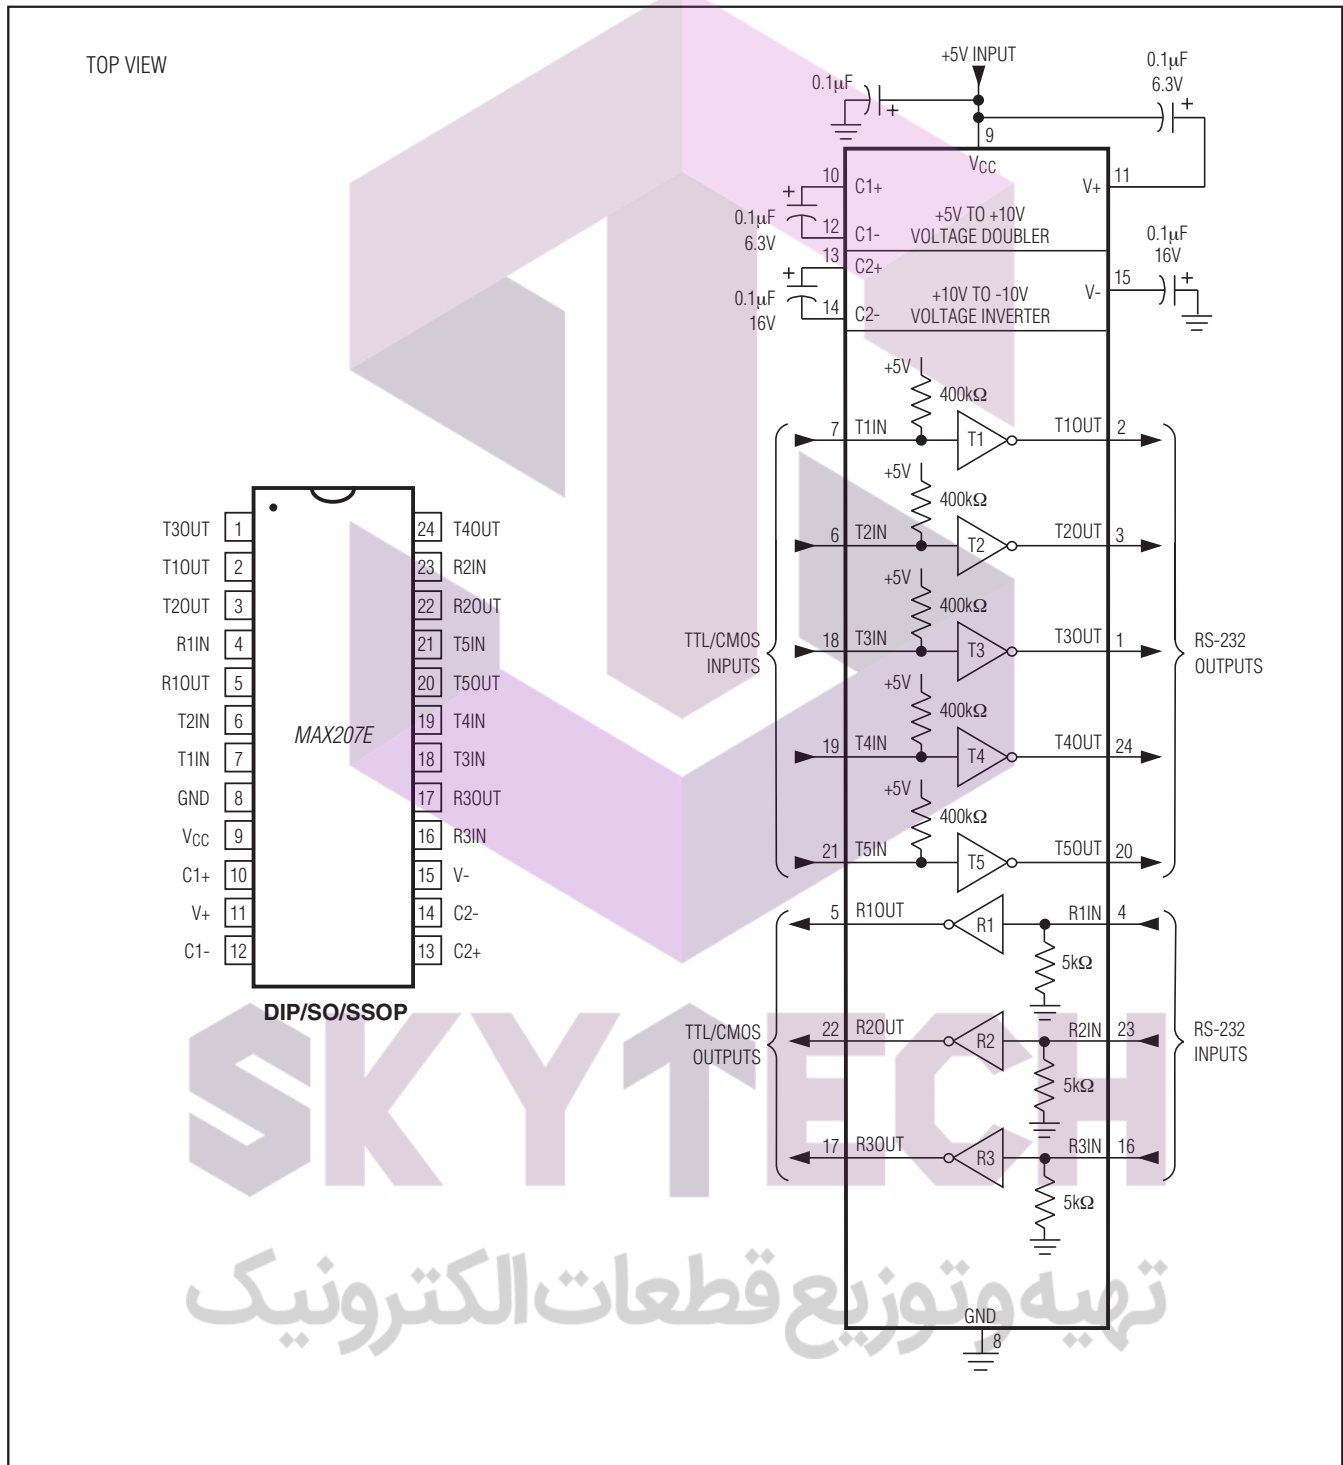 TOP VIEW
T3OUT 1
T1OUT 2
T2OUT 3
R1IN 4
R1OUT 5
T2IN 6
T1IN 7
GND 8
VCC 9
C1+ 10
V+ 11
C1- 12
24 T4OUT
23 R2IN
22 R2OUT
21 T5IN
20 T5OUT
19 T4IN
18 T3IN
17 R3OUT
16 R3IN
15 V-
14 C2-
13 C2+
MAX207E
DIP/SO/SSOP
+5V INPUT
0.1μF
+
0.1μF
6.3V
+
9
VCC
10 C1+
V+ 11
+
0.1μF
6.3V
12 C1-
+5V TO +10V
VOLTAGE DOUBLER
13 C2+
+
0.1μF
16V
14 C2-
+10V TO -10V
VOLTAGE INVERTER
V- 15
0.1μF
16V
+
+5V
400kΩ
7 T1IN T1 T1OUT 2
+5V
400kΩ
6 T2IN T2 T2OUT 3
+5V
400kΩ
18 T3IN T3 T3OUT 1
TTL/CMOS
INPUTS
RS-232
OUTPUTS
+5V
400kΩ
19 T4IN T4 T4OUT 24
+5V
400kΩ
21 T5IN T5 T5OUT 20
5 R1OUT R1 R1IN 4
5kΩ
TTL/CMOS
OUTPUTS
22 R2OUT R2 R2IN 23
5kΩ
RS-232
INPUTS
17 R3OUT R3 R3IN 16
5kΩ
GND
8
SKYTECH
تهیه وتوزیع قطعات الکترونیک